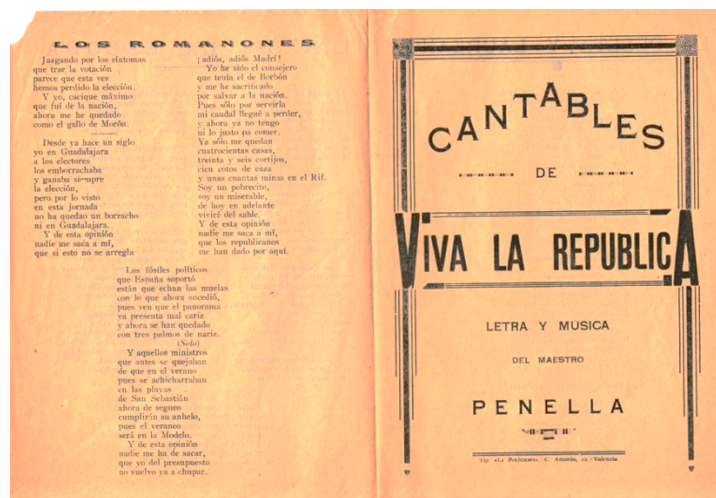 LOS ROMANONES
Juzgando por los síntomas
que trae la votación
parece que esta vez
hemos perdido la elección.
Y yo, cacique máximo
que fuí de la nación,
ahora me he quedado
como el gallo de Morón.
Desde ya hace un siglo
yo en Guadalajara
a los electores
los emborrachaba
y ganaba siempre
la elección,
pero por lo visto
en esta jornada
no ha quedao un borracho
ni en Guadalajara.
Y de esta opinión
nadie me saca a mí,
que si esto no se arregla
¡adiós, adiós Madrí!
Yo he sido el consejero
que tenía el de Borbón
y me he sacrificado
por salvar a la nación.
Pues sólo por servirla
mi caudal llegué a perder,
y ahora ya no tengo
ni lo justo pa comer.
Ya sólo me quedan
cuatrocientas casas,
treinta y seis cortijos,
cien cotos de caza
y unas cuantas minas en el Rif.
Soy un pobrecito,
soy un miserable,
de hoy en adelante
viviré del sable.
Y de esta opinión
nadie me saca a mí,
que los republicanos
me han dado por aquí.
Los fósiles políticos
que España soportó
están que echan las muelas
con lo que ahora sucedió,
pues ven que el panorama
ya presenta mal cariz
y ahora se han quedado
con tres palmos de nariz.
(Solo)
Y aquellos ministros
que antes se quejaban
de que en el verano
pues se achicharraban
en las playas
de San Sebastián
ahora de seguro
cumplirán su anhelo,
pues el veraneo
será en la Modelo.
Y de esta opinión
nadie me ha de sacar,
que yo del presupuesto
no vuelvo ya a chupar.
CANTABLES
DE
VIVA LA REPUBLICA
LETRA Y MUSICA
DEL MAESTRO
PENELLA
Tip. C. Valencia